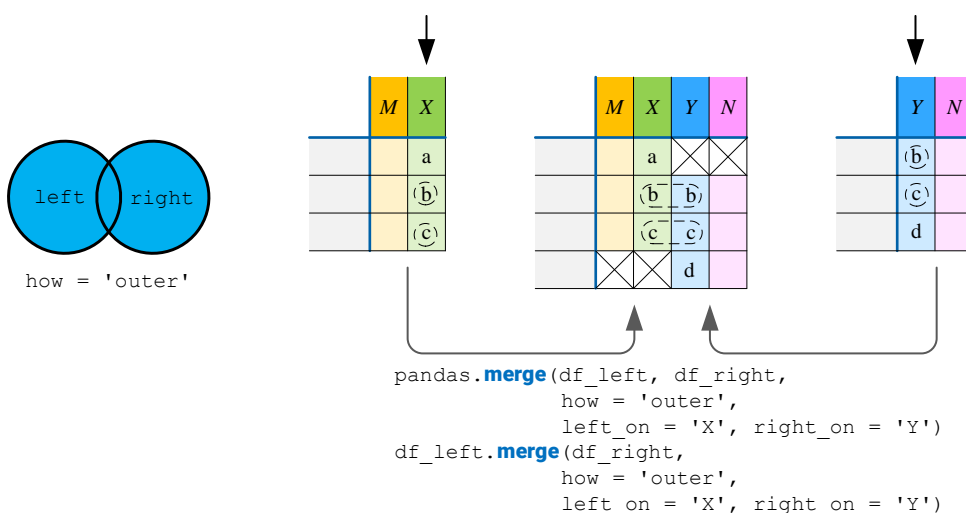 left right
how = 'outer'
M X
a
b
c
M X Y N
a
b b
c c
d
Y N
b
c
d
pandas.merge(df_left, df_right,
how = 'outer',
left_on = 'X', right_on = 'Y')
df_left.merge(df_right,
how = 'outer',
left_on = 'X', right_on = 'Y')